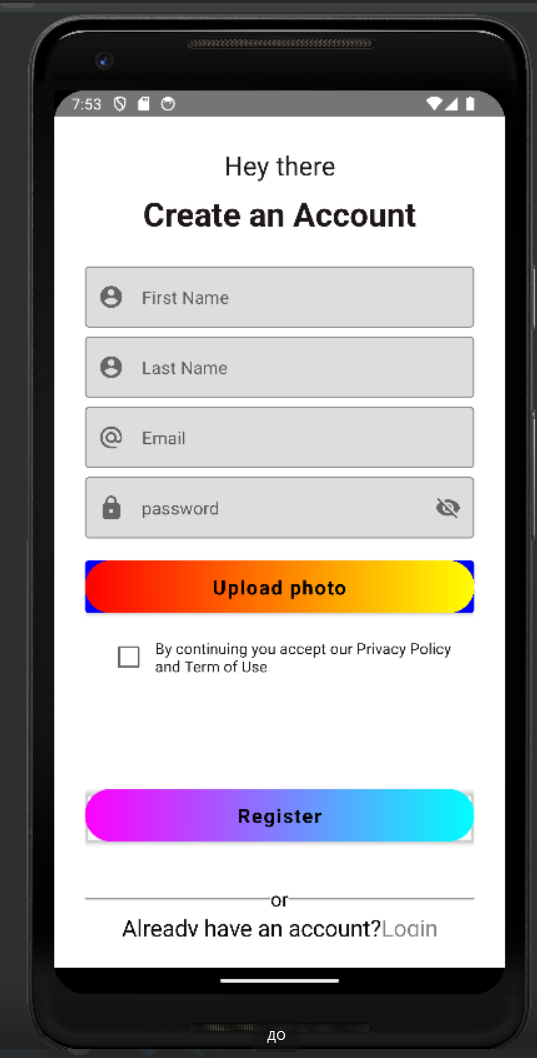 7:53
Hey there
Create an Account
First Name
Last Name
Email
password
Upload photo
By continuing you accept our Privacy Policy
and Term of Use
Register
or
Already have an account?Login
до